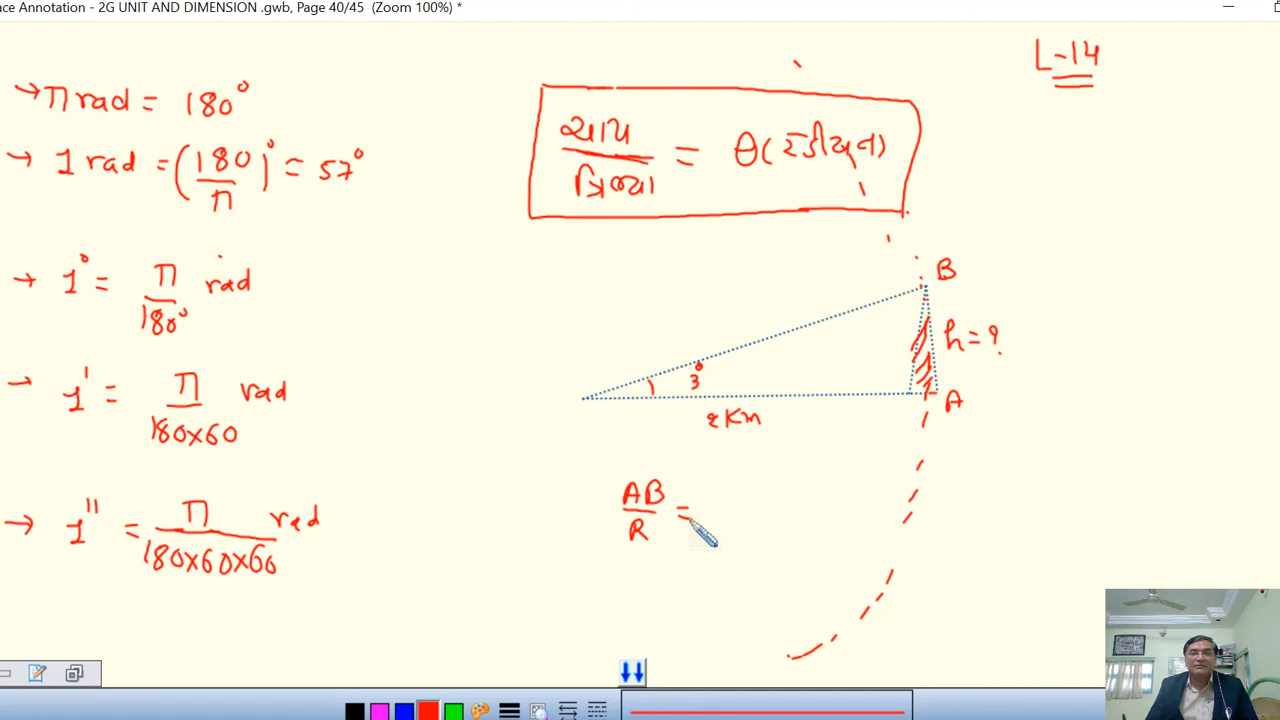 ce Annotation - 2G UNIT AND DIMENSION .gwb, Page 40/45 (Zoom 100%) *
L-14
→ π rad = 180°
→ 1 rad = (180/π)° = 57°
→ 1° = π/180° rad
→ 1' = π/(180×60) rad
→ 1'' = π/(180×60×60) rad
ચાપ/ત્રિજ્યા = θ(રેડીયન)
B
h = ?
3°
A
2 Km
AB/R =